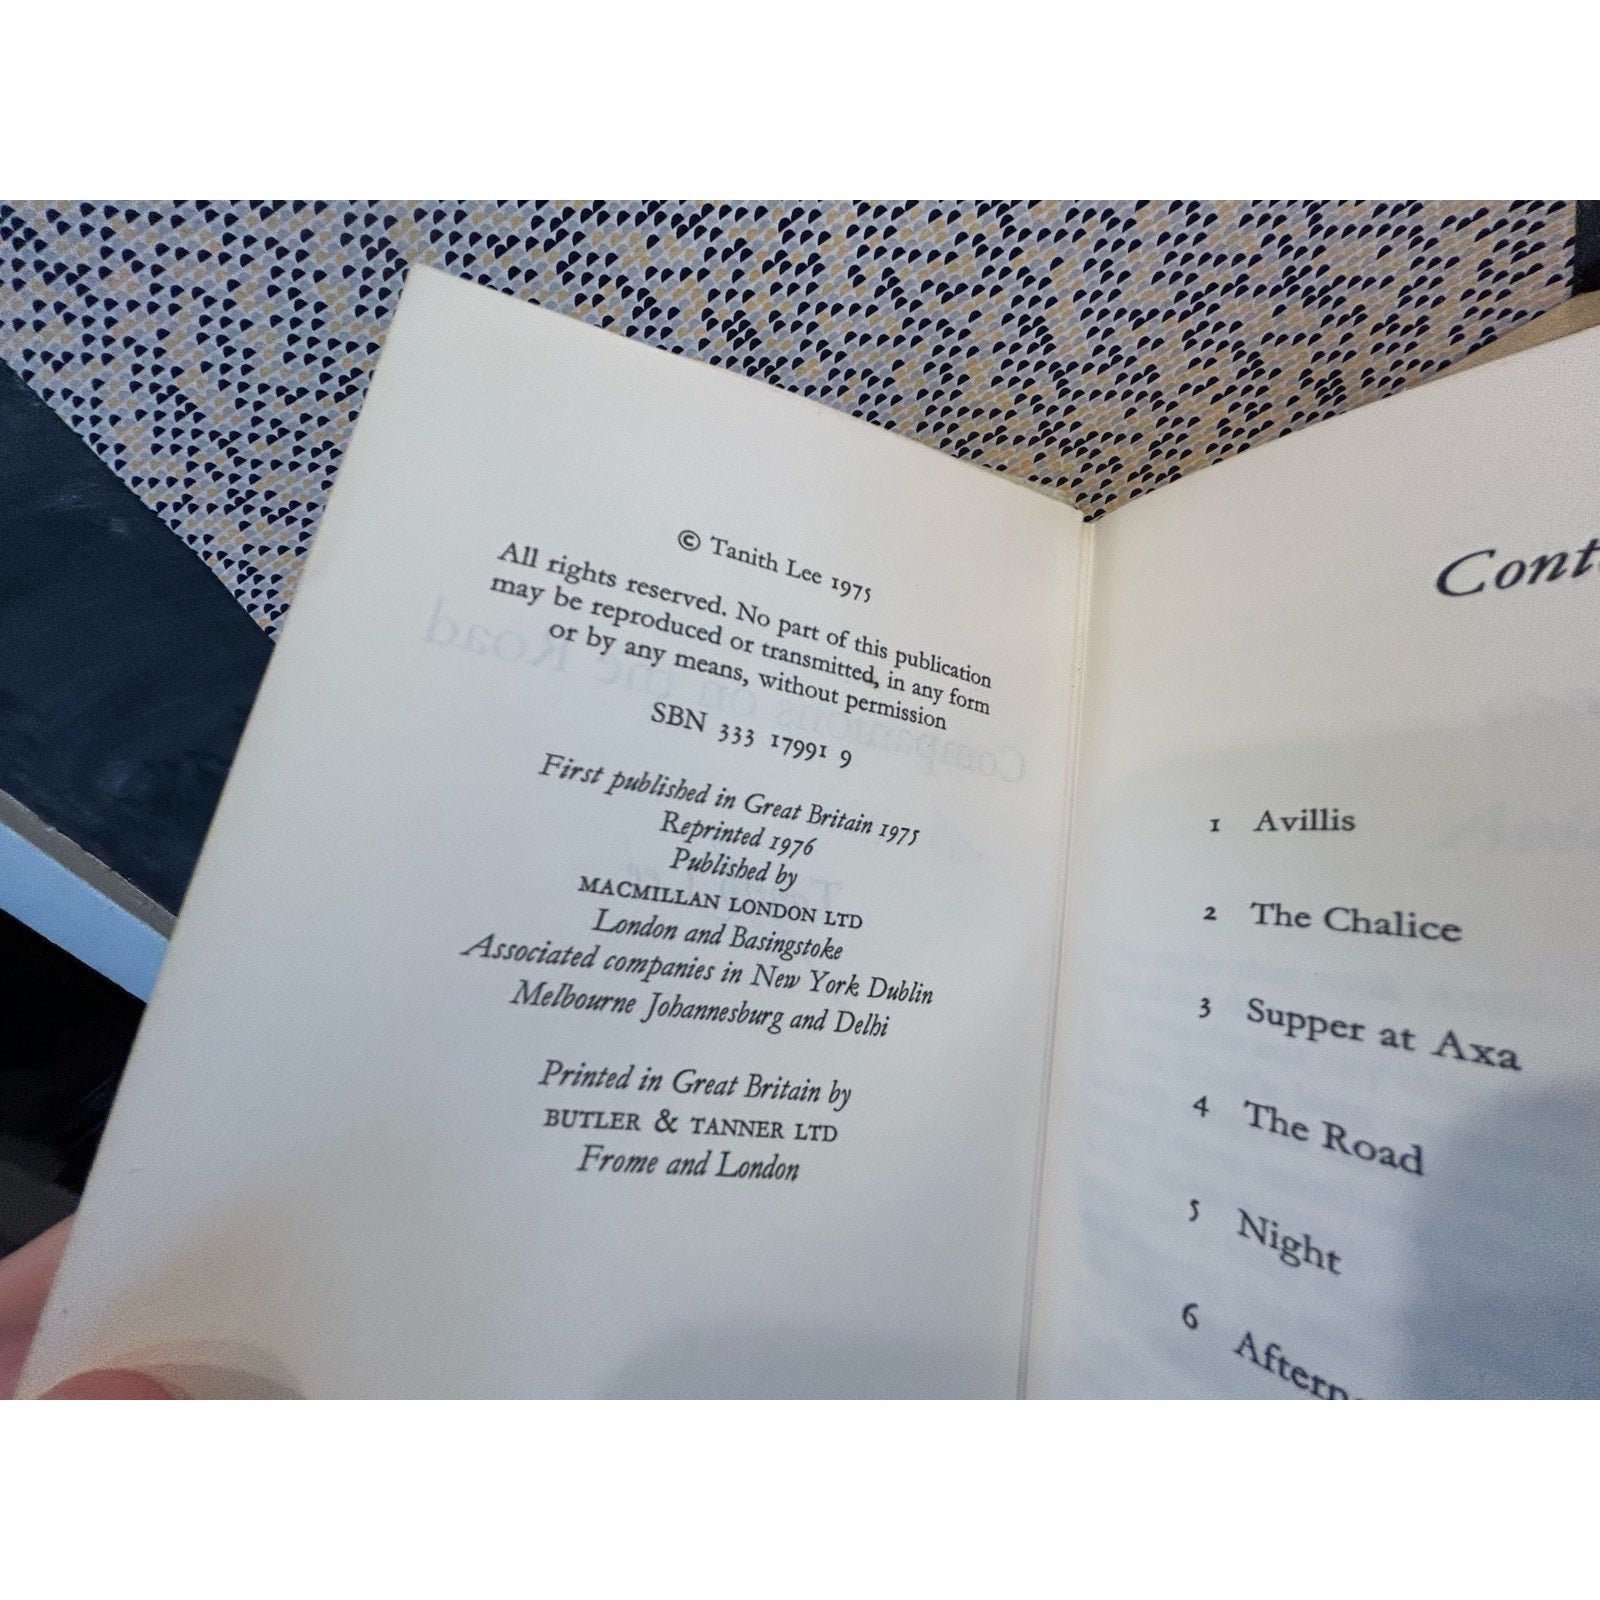 © Tanith Lee 1975
All rights reserved. No part of this publication
may be reproduced or transmitted, in any form
or by any means, without permission
SBN 333 17991 9
First published in Great Britain 1975
Reprinted 1976
Published by
MACMILLAN LONDON LTD
London and Basingstoke
Associated companies in New York Dublin
Melbourne Johannesburg and Delhi
Printed in Great Britain by
BUTLER & TANNER LTD
Frome and London
1 Avillis
2 The Chalice
3 Supper at Axa
4 The Road
5 Night
6